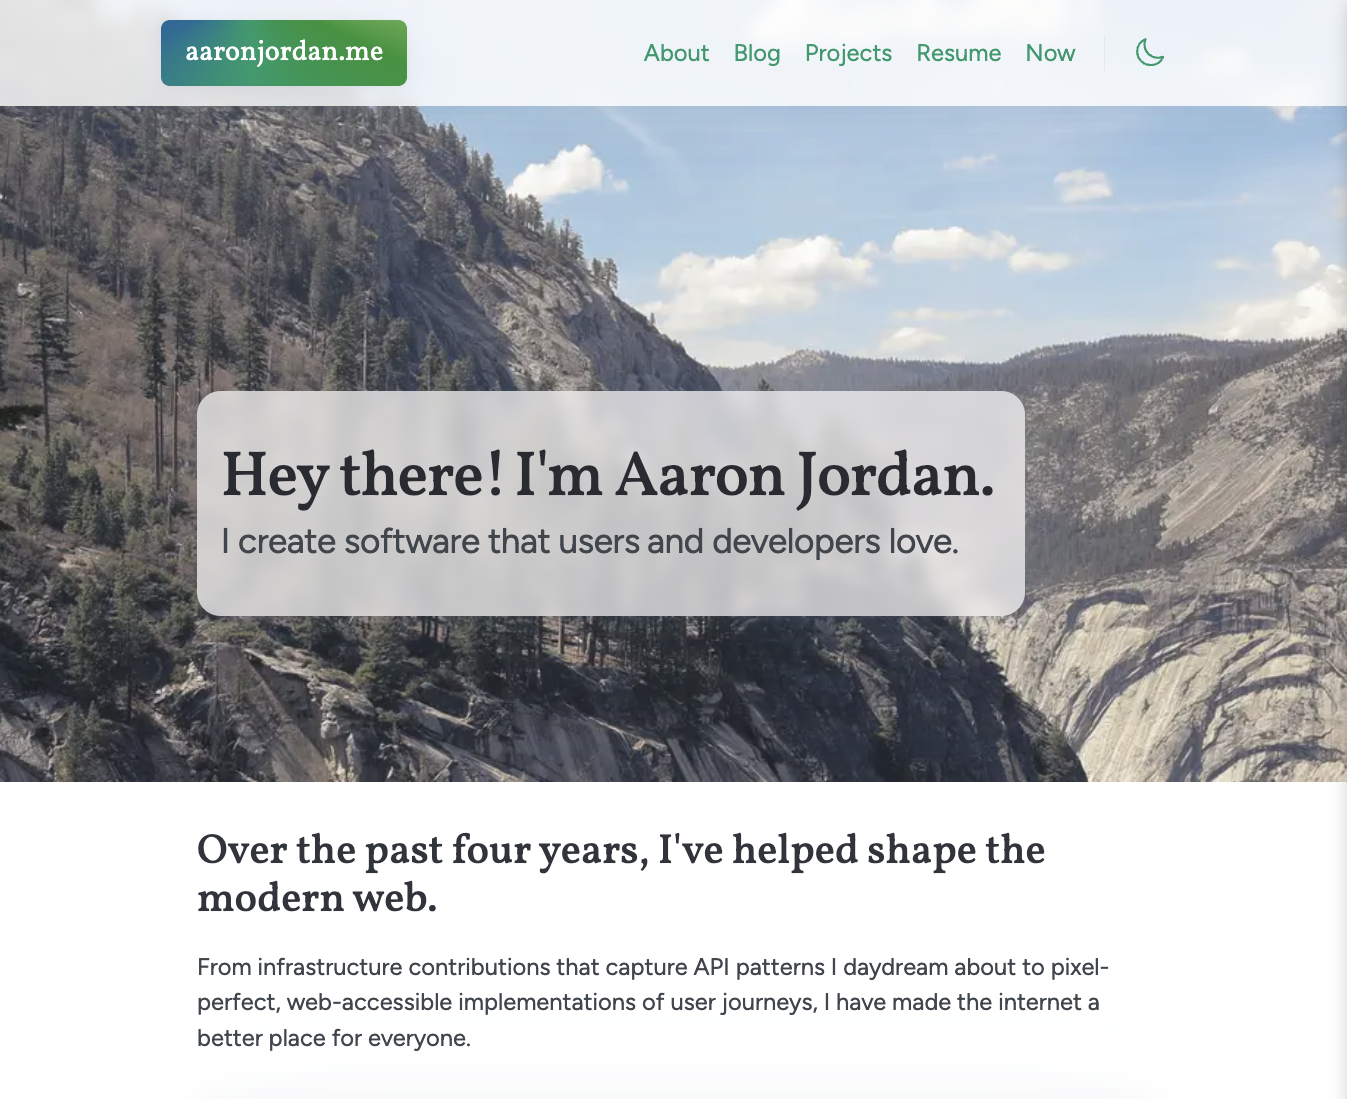 aaronjordan.me
About Blog Projects Resume Now
Hey there! I'm Aaron Jordan.
I create software that users and developers love.
Over the past four years, I've helped shape the
modern web.
From infrastructure contributions that capture API patterns I daydream about to pixel-
perfect, web-accessible implementations of user journeys, I have made the internet a
better place for everyone.